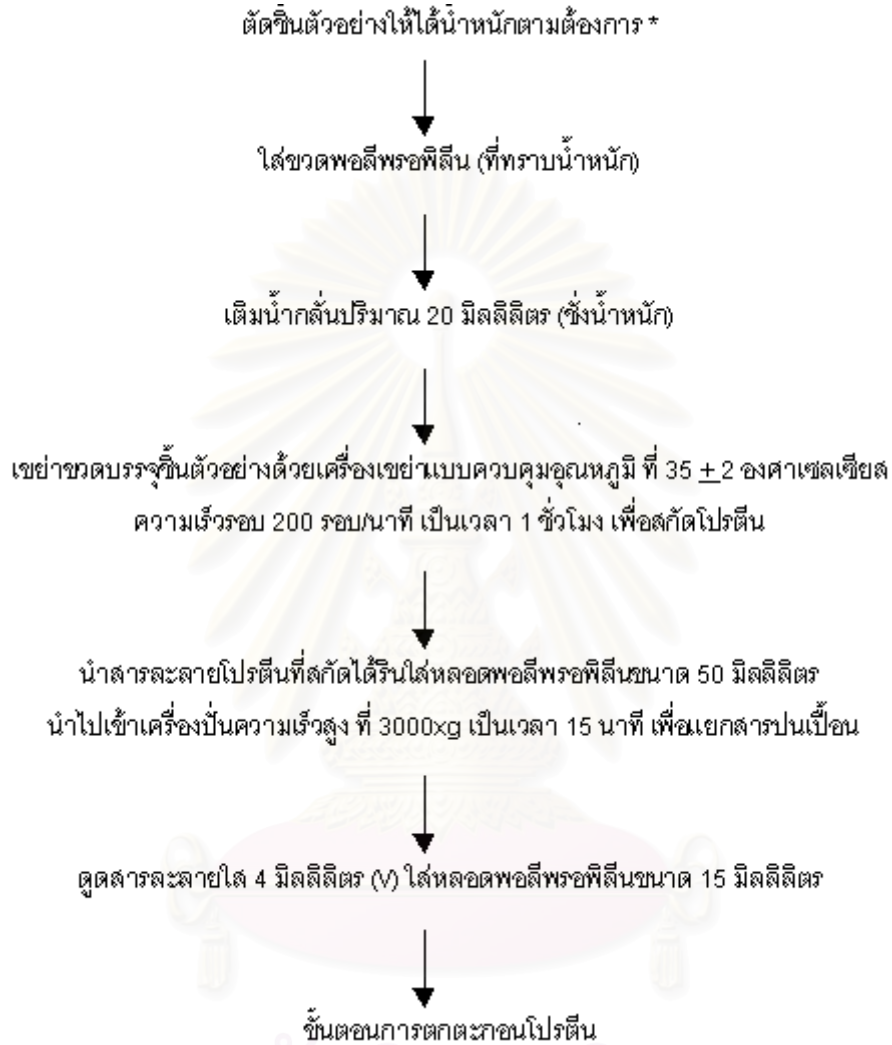 ตัดชิ้นตัวอย่างให้ได้น้ำหนักตามต้องการ *
ใส่ขวดพอลีพรอพิลีน (ที่ทราบน้ำหนัก)
เติมน้ำกลั่นปริมาณ 20 มิลลิลิตร (ชั่งน้ำหนัก)
เขย่าขวดบรรจุชิ้นตัวอย่างด้วยเครื่องเขย่าแบบควบคุมอุณหภูมิ ที่ 35 ±2 องศาเซลเซียส
ความเร็วรอบ 200 รอบ/นาที เป็นเวลา 1 ชั่วโมง เพื่อสกัดโปรตีน
นำสารละลายโปรตีนที่สกัดได้รินใส่หลอดพอลีพรอพิลีนขนาด 50 มิลลิลิตร
นำไปเข้าเครื่องปั่นความเร็วสูง ที่ 3000xg เป็นเวลา 15 นาที เพื่อแยกสารปนเปื้อน
ดูดสารละลายใส 4 มิลลิลิตร (V) ใส่หลอดพอลีพรอพิลีนขนาด 15 มิลลิลิตร
ขั้นตอนการตกตะกอนโปรตีน